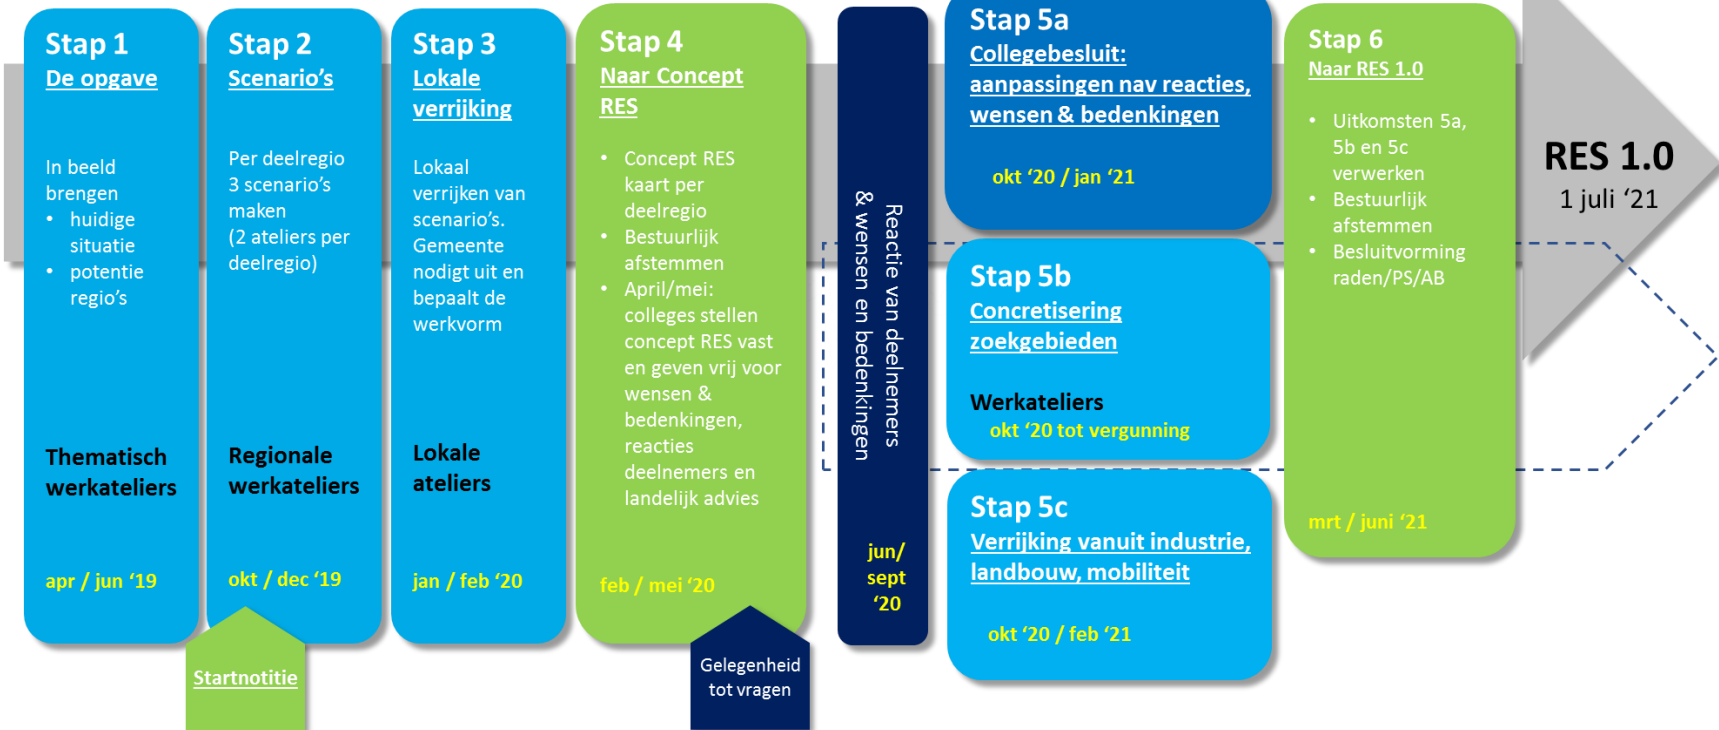 Stap 1
De opgave
In beeld
brengen
• huidige
situatie
• potentie
regio's
Thematisch
werkateliers
apr / jun '19
Stap 2
Scenario's
Per deelregio
3 scenario's
maken
(2 ateliers per
deelregio)
Regionale
werkateliers
okt / dec '19
Startnotitie
Stap 3
Lokale
verrijking
Lokaal
verrijken van
scenario's.
Gemeente
nodigt uit en
bepaalt de
werkvorm
Lokale
ateliers
jan / feb '20
Stap 4
Naar Concept
RES
• Concept RES
kaart per
deelregio
• Bestuurlijk
afstemmen
• April/mei:
colleges stellen
concept RES vast
en geven vrij voor
wensen &
bedenkingen,
reacties
deelnemers en
landelijk advies
feb / mei '20
Gelegenheid
tot vragen
Reactie van deelnemers
& wensen en bedenkingen
jun/
sept
'20
Stap 5a
Collegebesluit:
aanpassingen nav reacties,
wensen & bedenkingen
okt '20 / jan '21
Stap 5b
Concretisering
zoekgebieden
Werkateliers
okt '20 tot vergunning
Stap 5c
Verrijking vanuit industrie,
landbouw, mobiliteit
okt '20 / feb '21
Stap 6
Naar RES 1.0
• Uitkomsten 5a,
5b en 5c
verwerken
• Bestuurlijk
afstemmen
• Besluitvorming
raden/PS/AB
mrt / juni '21
RES 1.0
1 juli '21